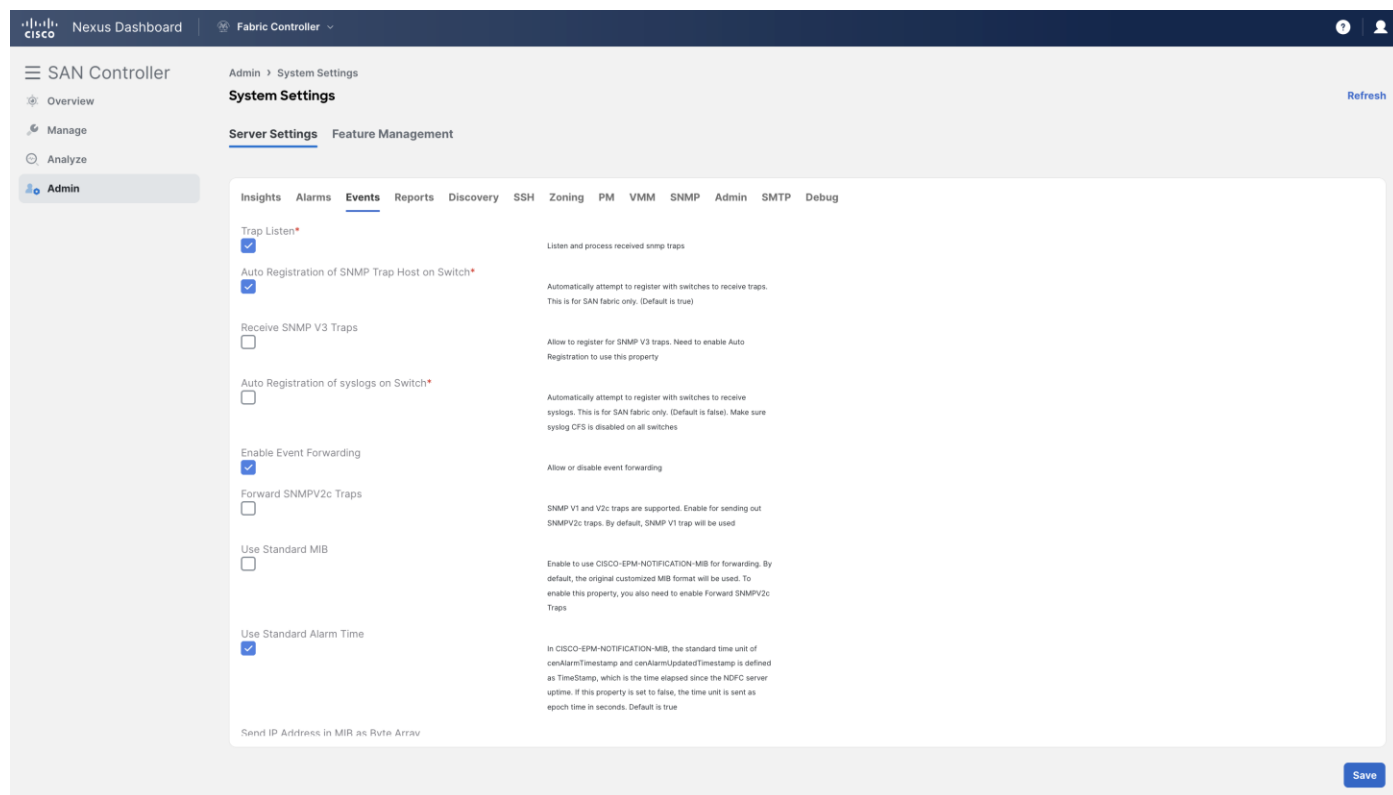 CISCO Nexus Dashboard Fabric Controller
SAN Controller
Overview
Manage
Analyze
Admin
Admin > System Settings
System Settings
Refresh
Server Settings Feature Management
Insights Alarms Events Reports Discovery SSH Zoning PM VMM SNMP Admin SMTP Debug
Trap Listen*
Listen and process received snmp traps
Auto Registration of SNMP Trap Host on Switch*
Automatically attempt to register with switches to receive traps.
This is for SAN fabric only. (Default is true)
Receive SNMP V3 Traps
Allow to register for SNMP V3 traps. Need to enable Auto
Registration to use this property
Auto Registration of syslogs on Switch*
Automatically attempt to register with switches to receive
syslogs. This is for SAN fabric only. (Default is false). Make sure
syslog CFS is disabled on all switches
Enable Event Forwarding
Allow or disable event forwarding
Forward SNMPV2c Traps
SNMP V1 and V2c traps are supported. Enable for sending out
SNMPV2c traps. By default, SNMP V1 trap will be used
Use Standard MIB
Enable to use CISCO-EPM-NOTIFICATION-MIB for forwarding. By
default, the original customized MIB format will be used. To
enable this property, you also need to enable Forward SNMPV2c
Traps
Use Standard Alarm Time
In CISCO-EPM-NOTIFICATION-MIB, the standard time unit of
cenAlarmTimestamp and cenAlarmUpdatedTimestamp is defined
as TimeStamp, which is the time elapsed since the NDFC server
uptime. If this property is set to false, the time unit is sent as
epoch time in seconds. Default is true
Send IP Address in MIB as Byte Array
Save